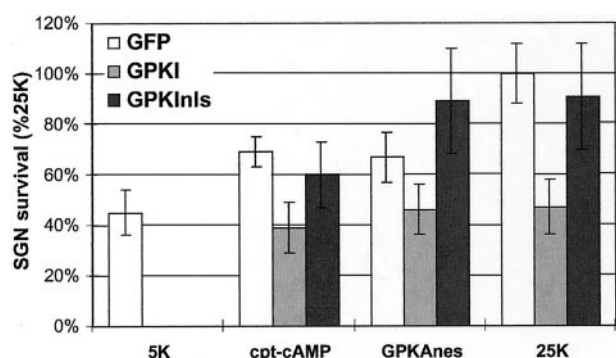 120%
100%
80%
60%
40%
20%
0%
SGN survival (%25K)
GFP
GPKI
GPKInls
5K cpt-cAMP GPKAnes 25K